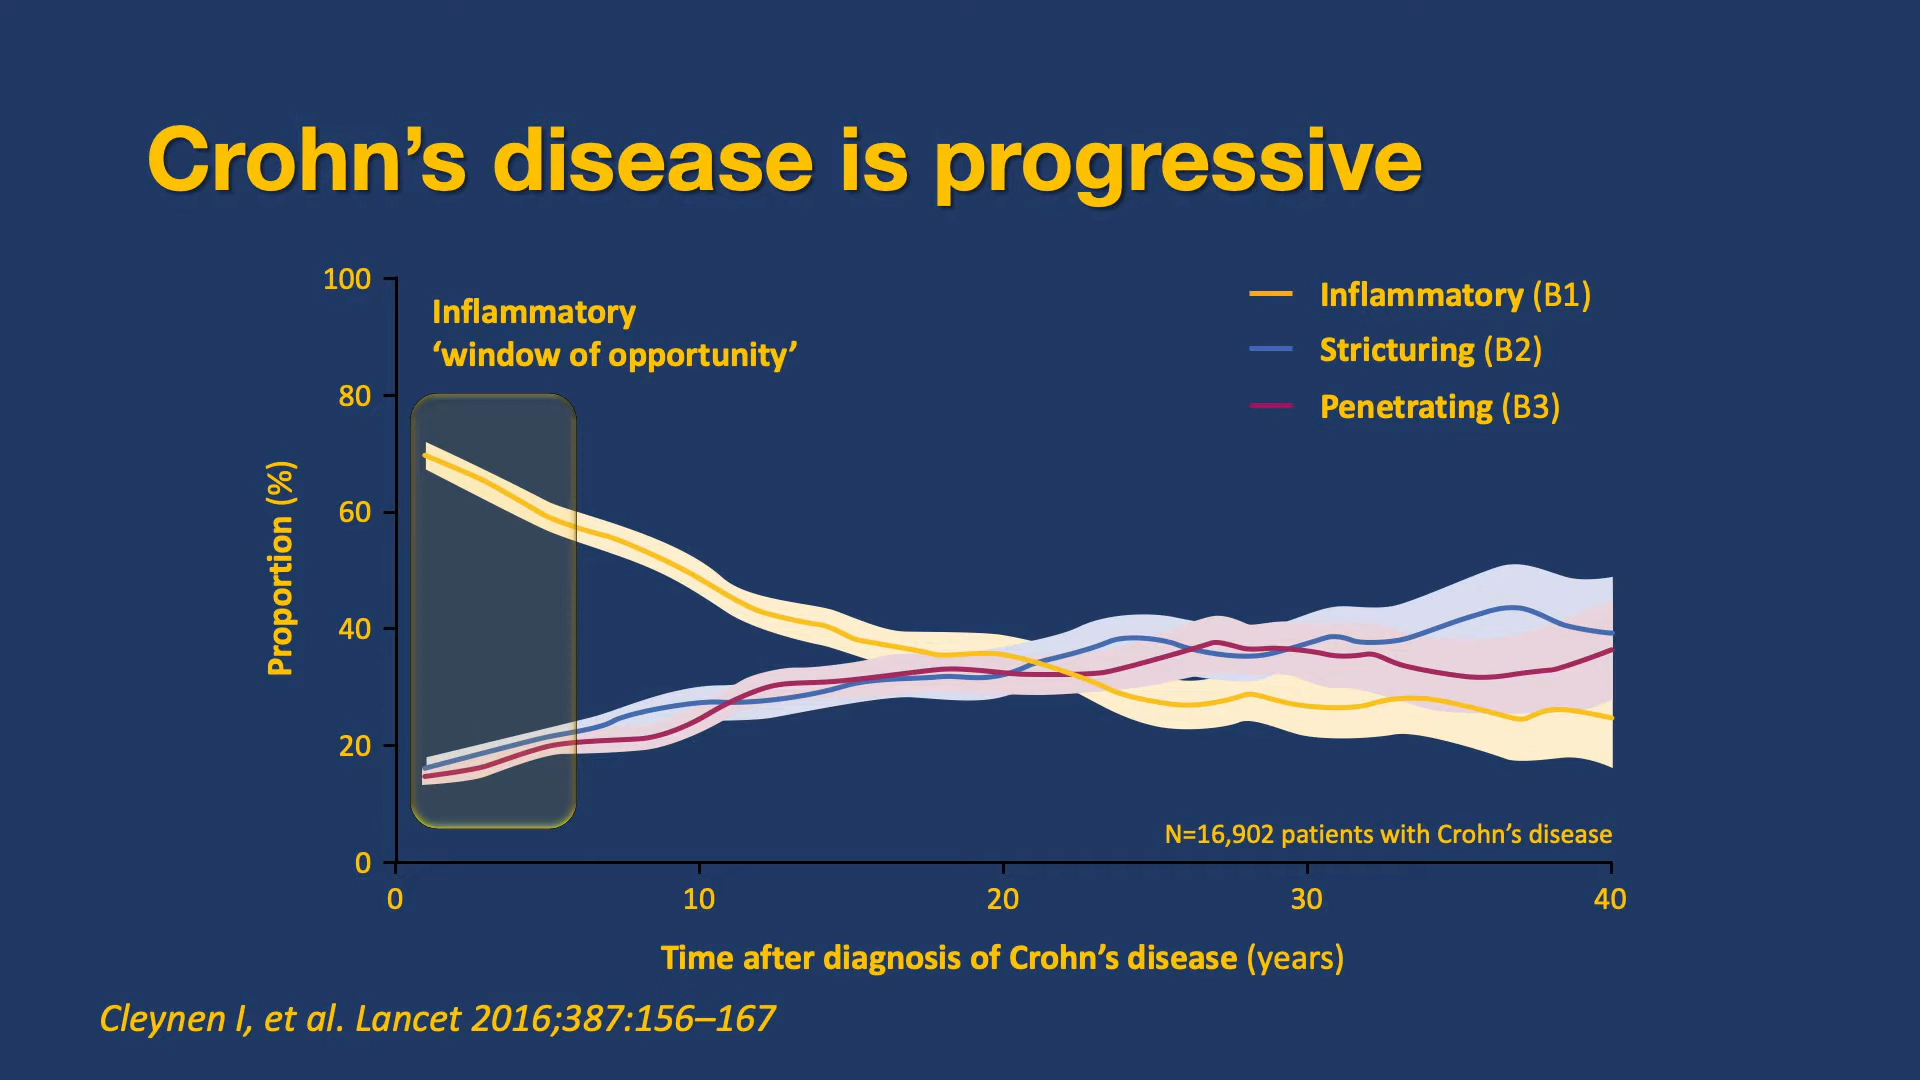 Crohn’s disease is progressive
100
80
60
40
20
0
Proportion (%)
Inflammatory
‘window of opportunity’
Inflammatory (B1)
Stricturing (B2)
Penetrating (B3)
N=16,902 patients with Crohn’s disease
0 10 20 30 40
Time after diagnosis of Crohn’s disease (years)
Cleynen I, et al. Lancet 2016;387:156–167